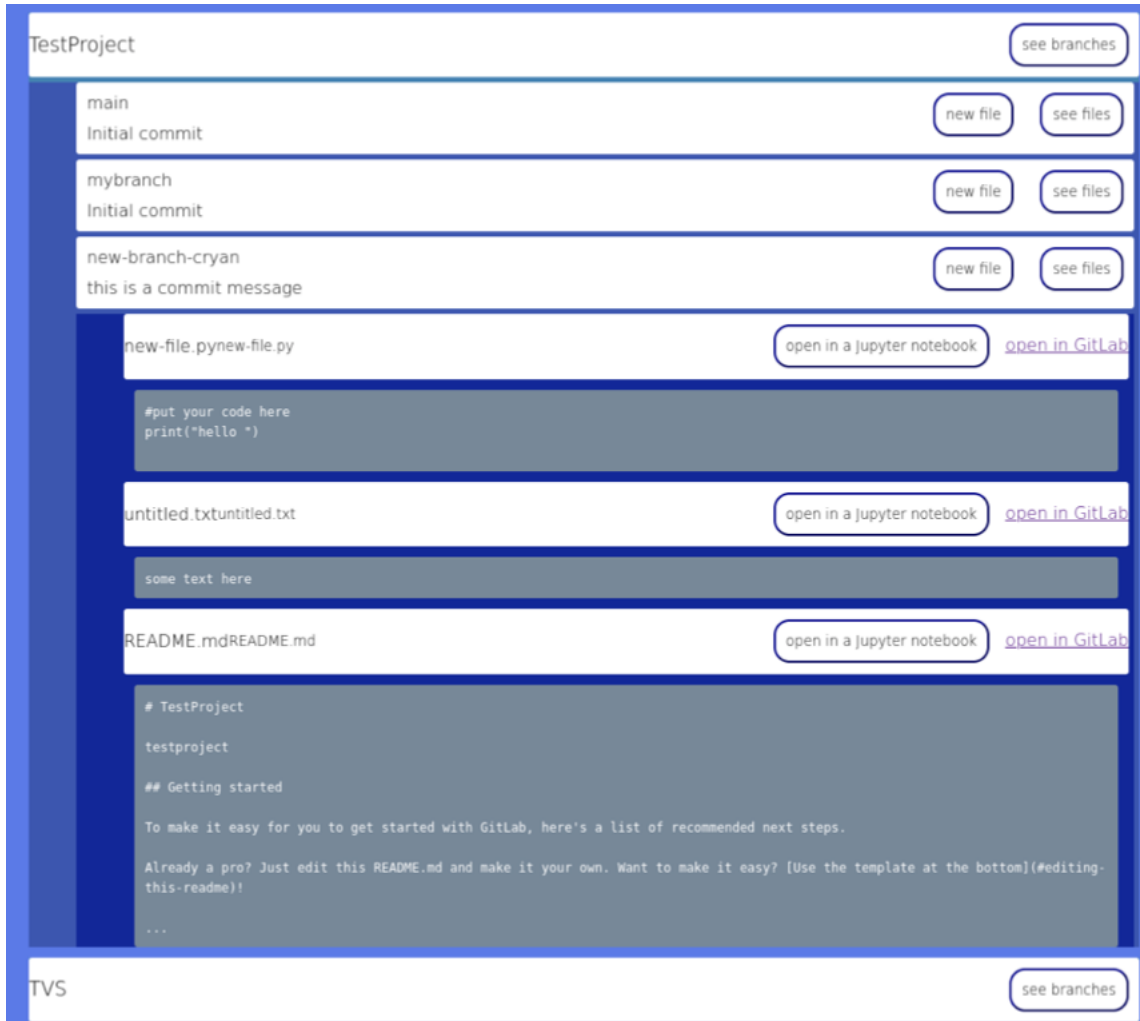 TestProject see branches
main new file see files
Initial commit
mybranch new file see files
Initial commit
new-branch-cryan new file see files
this is a commit message
new-file.pynew-file.py open in a Jupyter notebook open in GitLab
#put your code here
print("hello ")
untitled.txtuntitled.txt open in a Jupyter notebook open in GitLab
some text here
README.mdREADME.md open in a Jupyter notebook open in GitLab
# TestProject
testproject
## Getting started
To make it easy for you to get started with GitLab, here's a list of recommended next steps.
Already a pro? Just edit this README.md and make it your own. Want to make it easy? [Use the template at the bottom](#editing-
this-readme)!
...
TVS see branches